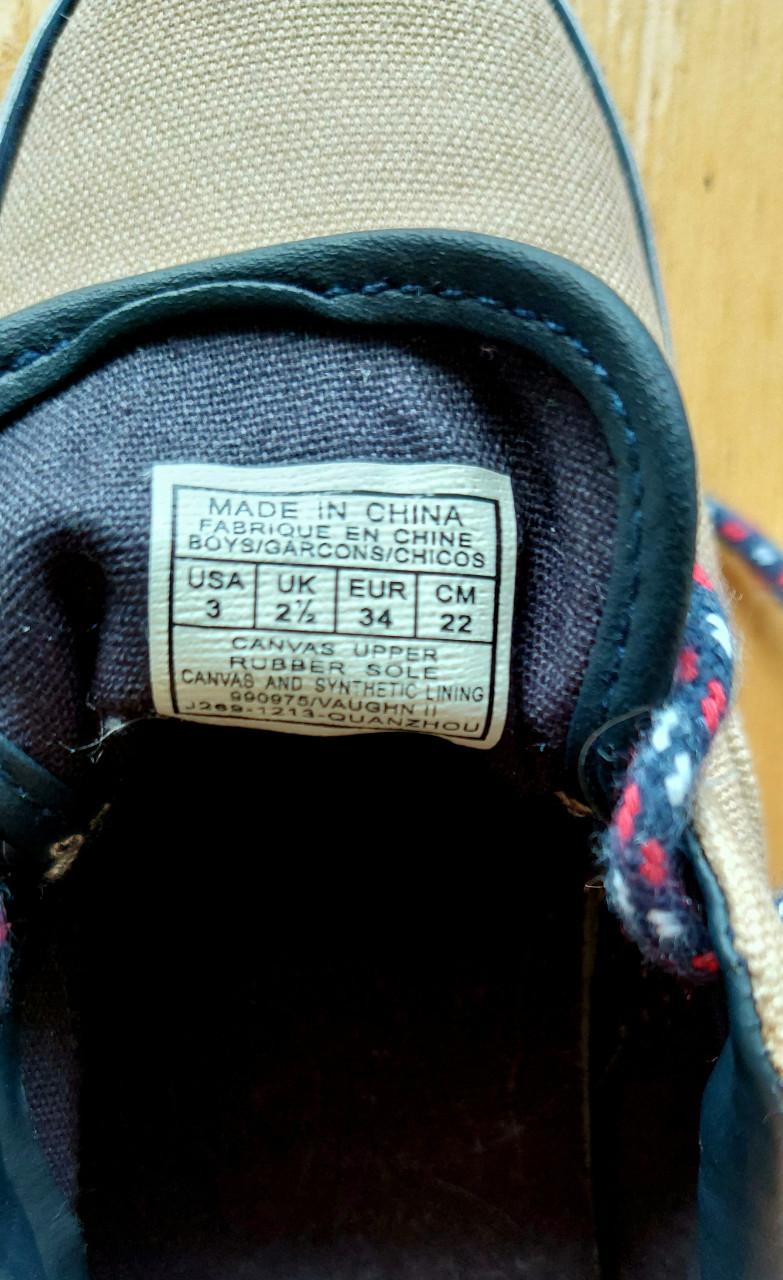 MADE IN CHINA
FABRIQUE EN CHINE
BOYS/GARCONS/CHICOS
USA UK EUR CM
3 2½ 34 22
CANVAS UPPER
RUBBER SOLE
CANVAS AND SYNTHETIC LINING
990975/VAUGHN II
J269-1213-QUANZHOU